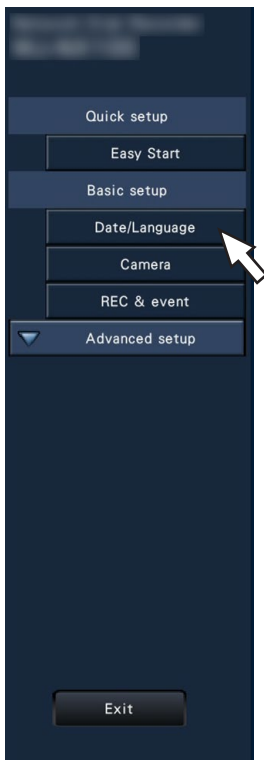 Quick setup
Easy Start
Basic setup
Date/Language
Camera
REC & event
Advanced setup
Exit